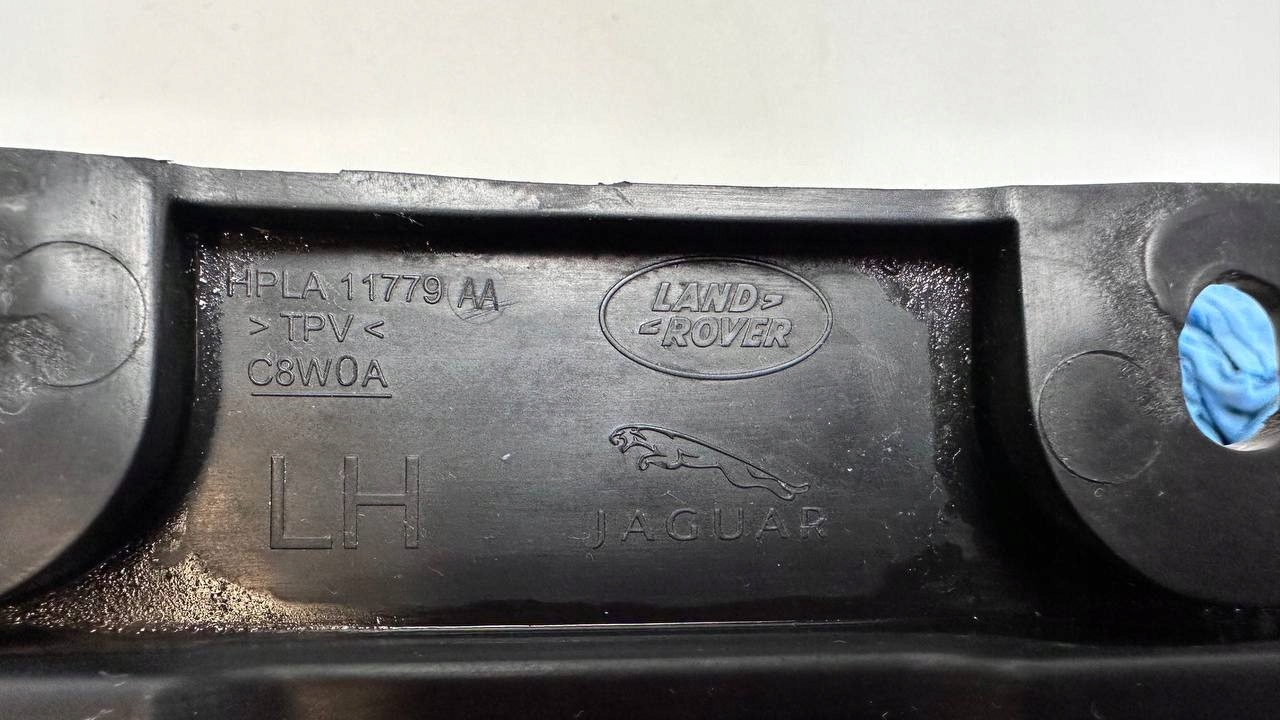 HPLA 11779 AA
> TPV <
C8W0A
LH
LAND
ROVER
JAGUAR